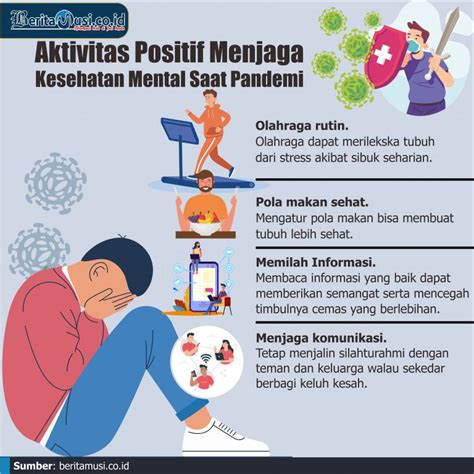 BeritaMusi.co.id
Aktivitas Positif Menjaga
Kesehatan Mental Saat Pandemi
Olahraga rutin.
Olahraga dapat merilekska tubuh
dari stress akibat sibuk seharian.
Pola makan sehat.
Mengatur pola makan bisa membuat
tubuh lebih sehat.
Memilah Informasi.
Membaca informasi yang baik dapat
memberikan semangat serta mencegah
timbulnya cemas yang berlebihan.
Menjaga komunikasi.
Tetap menjalin silahturahmi dengan
teman dan keluarga walau sekedar
berbagi keluh kesah.
Sumber: beritamusi.co.id